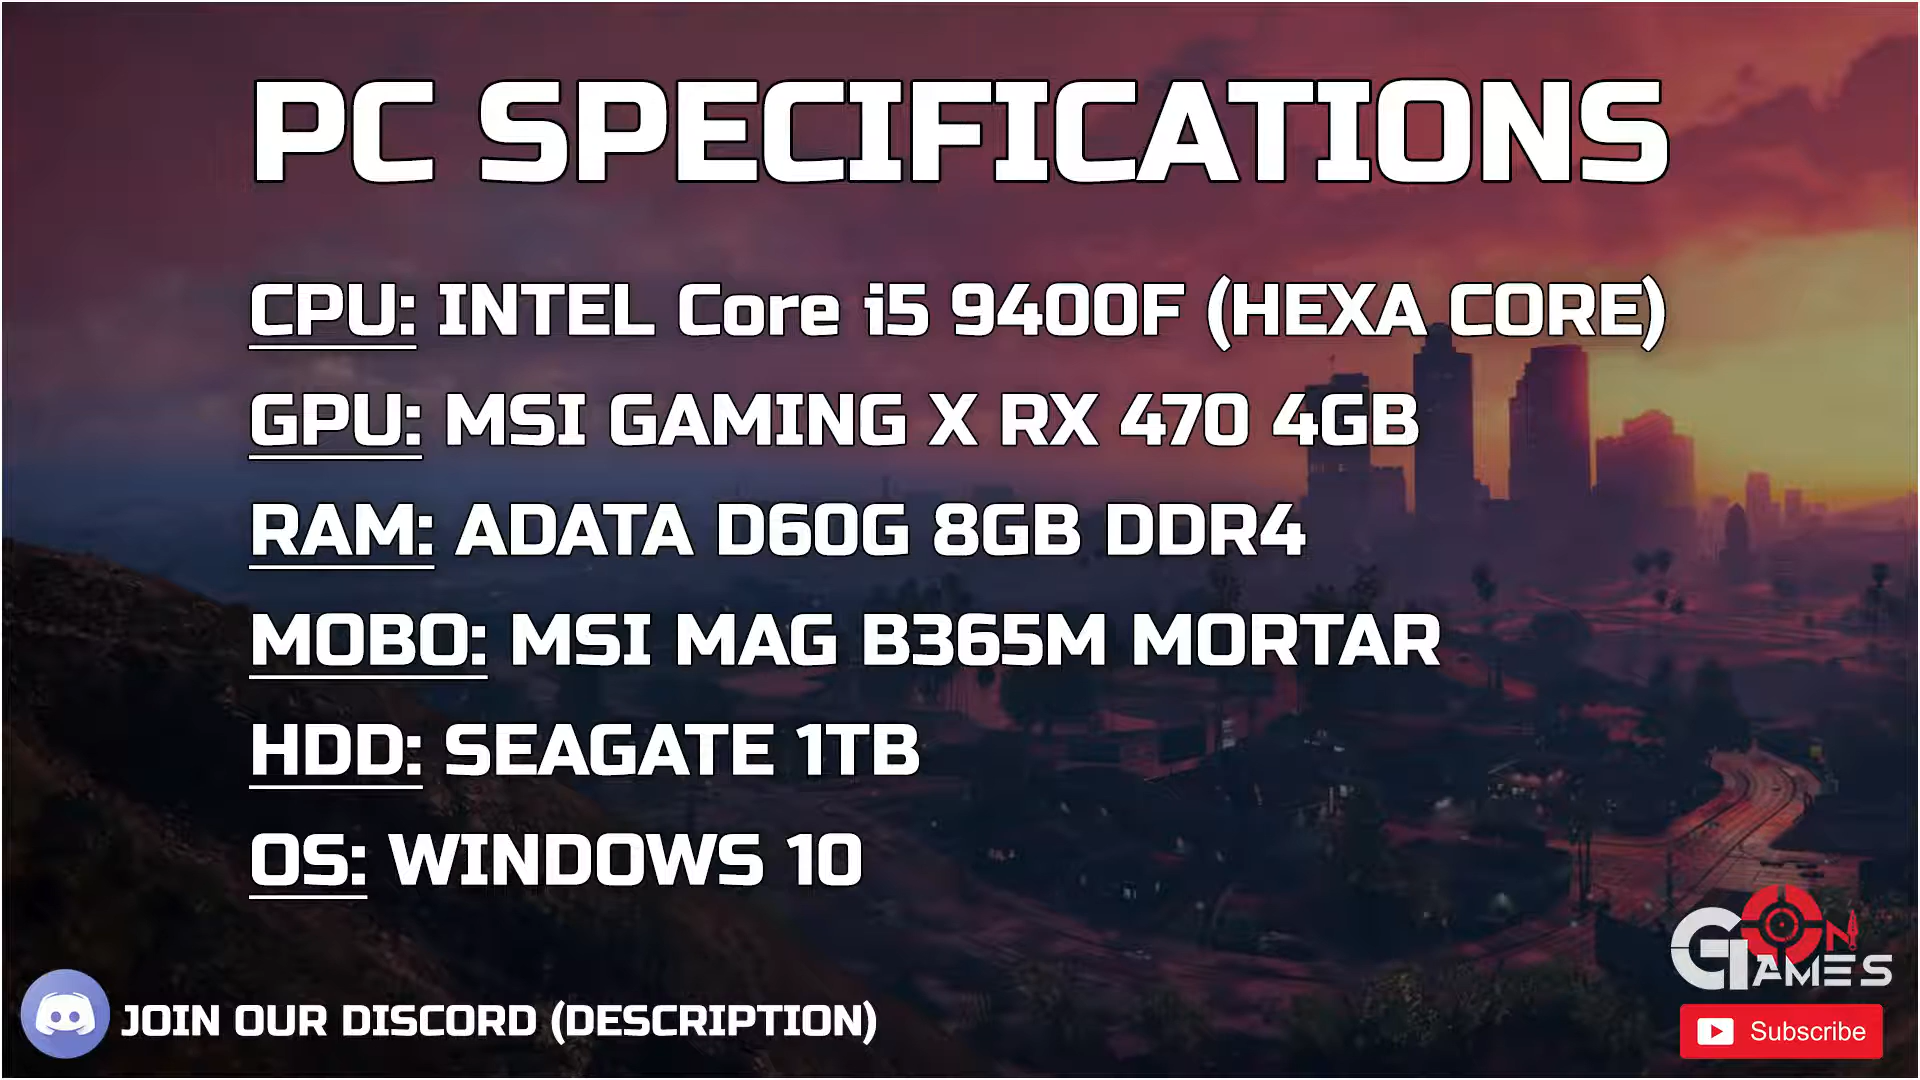 PC SPECIFICATIONS
CPU: INTEL Core i5 9400F (HEXA CORE)
GPU: MSI GAMING X RX 470 4GB
RAM: ADATA D60G 8GB DDR4
MOBO: MSI MAG B365M MORTAR
HDD: SEAGATE 1TB
OS: WINDOWS 10
JOIN OUR DISCORD (DESCRIPTION)
ON
GAMES
Subscribe